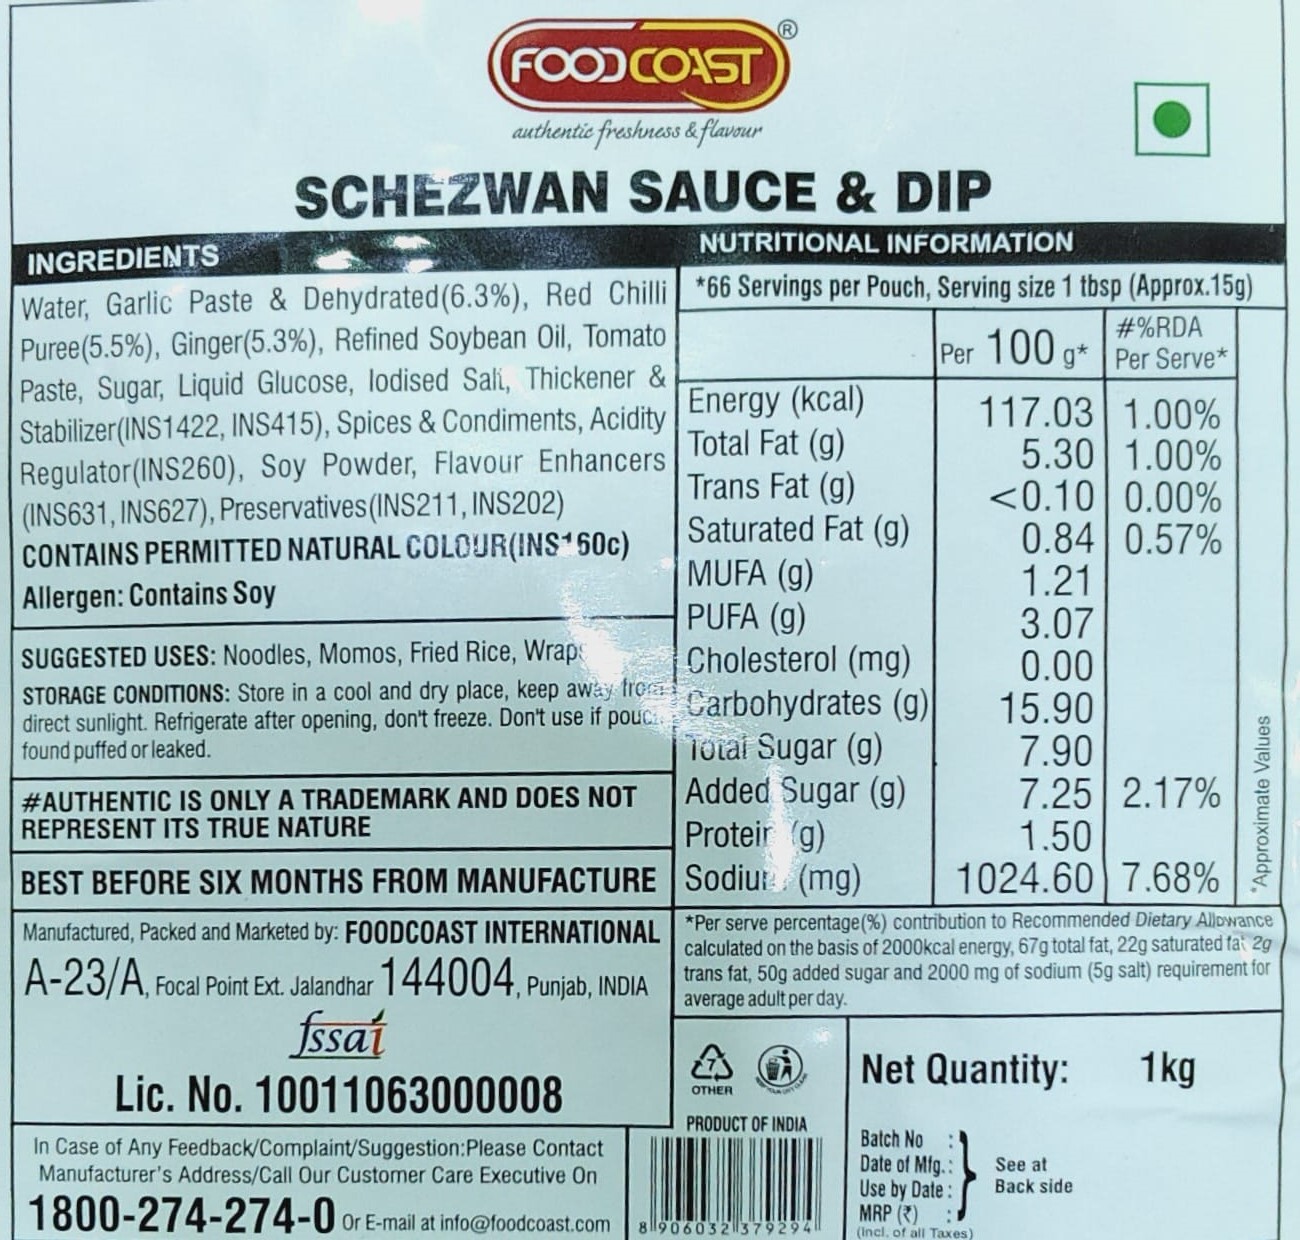 FOODCOAST ®
authentic freshness & flavour
SCHEZWAN SAUCE & DIP
INGREDIENTS
Water, Garlic Paste & Dehydrated(6.3%), Red Chilli
Puree(5.5%), Ginger(5.3%), Refined Soybean Oil, Tomato
Paste, Sugar, Liquid Glucose, Iodised Salt, Thickener &
Stabilizer(INS1422, INS415), Spices & Condiments, Acidity
Regulator(INS260), Soy Powder, Flavour Enhancers
(INS631, INS627), Preservatives(INS211, INS202)
CONTAINS PERMITTED NATURAL COLOUR(INS160c)
Allergen: Contains Soy
SUGGESTED USES: Noodles, Momos, Fried Rice, Wraps
STORAGE CONDITIONS: Store in a cool and dry place, keep away from
direct sunlight. Refrigerate after opening, don't freeze. Don't use if pouch
found puffed or leaked.
#AUTHENTIC IS ONLY A TRADEMARK AND DOES NOT
REPRESENT ITS TRUE NATURE
BEST BEFORE SIX MONTHS FROM MANUFACTURE
Manufactured, Packed and Marketed by: FOODCOAST INTERNATIONAL
A-23/A, Focal Point Ext. Jalandhar 144004, Punjab, INDIA
fssai
Lic. No. 10011063000008
In Case of Any Feedback/Complaint/Suggestion:Please Contact
Manufacturer's Address/Call Our Customer Care Executive On
1800-274-274-0 Or E-mail at info@foodcoast.com
NUTRITIONAL INFORMATION
*66 Servings per Pouch, Serving size 1 tbsp (Approx.15g)
Per 100 g* #%RDA Per Serve*
Energy (kcal) 117.03 1.00%
Total Fat (g) 5.30 1.00%
Trans Fat (g) <0.10 0.00%
Saturated Fat (g) 0.84 0.57%
MUFA (g) 1.21
PUFA (g) 3.07
Cholesterol (mg) 0.00
Carbohydrates (g) 15.90
Total Sugar (g) 7.90
Added Sugar (g) 7.25 2.17%
Protein (g) 1.50
Sodium (mg) 1024.60 7.68%
*Approximate Values
*Per serve percentage(%) contribution to Recommended Dietary Allowance
calculated on the basis of 2000kcal energy, 67g total fat, 22g saturated fat, 2g
trans fat, 50g added sugar and 2000 mg of sodium (5g salt) requirement for
average adult per day.
7
OTHER
PRODUCT OF INDIA
8 906032 379294
Net Quantity: 1kg
Batch No :
Date of Mfg. :
Use by Date :
MRP (₹) :
(Incl. of all Taxes)
See at
Back side